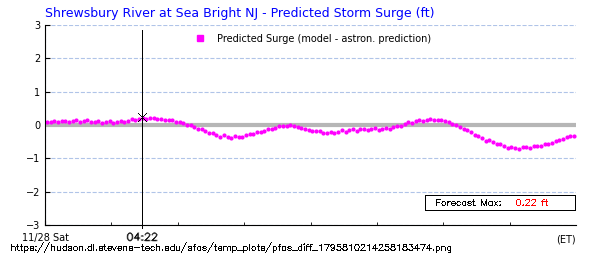 Shrewsbury River at Sea Bright NJ - Predicted Storm Surge (ft)
3
Predicted Surge (model - astron. prediction)
2
1
0
−1
−2
Forecast Max: 0.22 ft
−3
11/28 Sat 04:22
(ET)
https://hudson.dl.stevens-tech.edu/sfas/temp_plots/pfas_diff_1795810214258183474.png